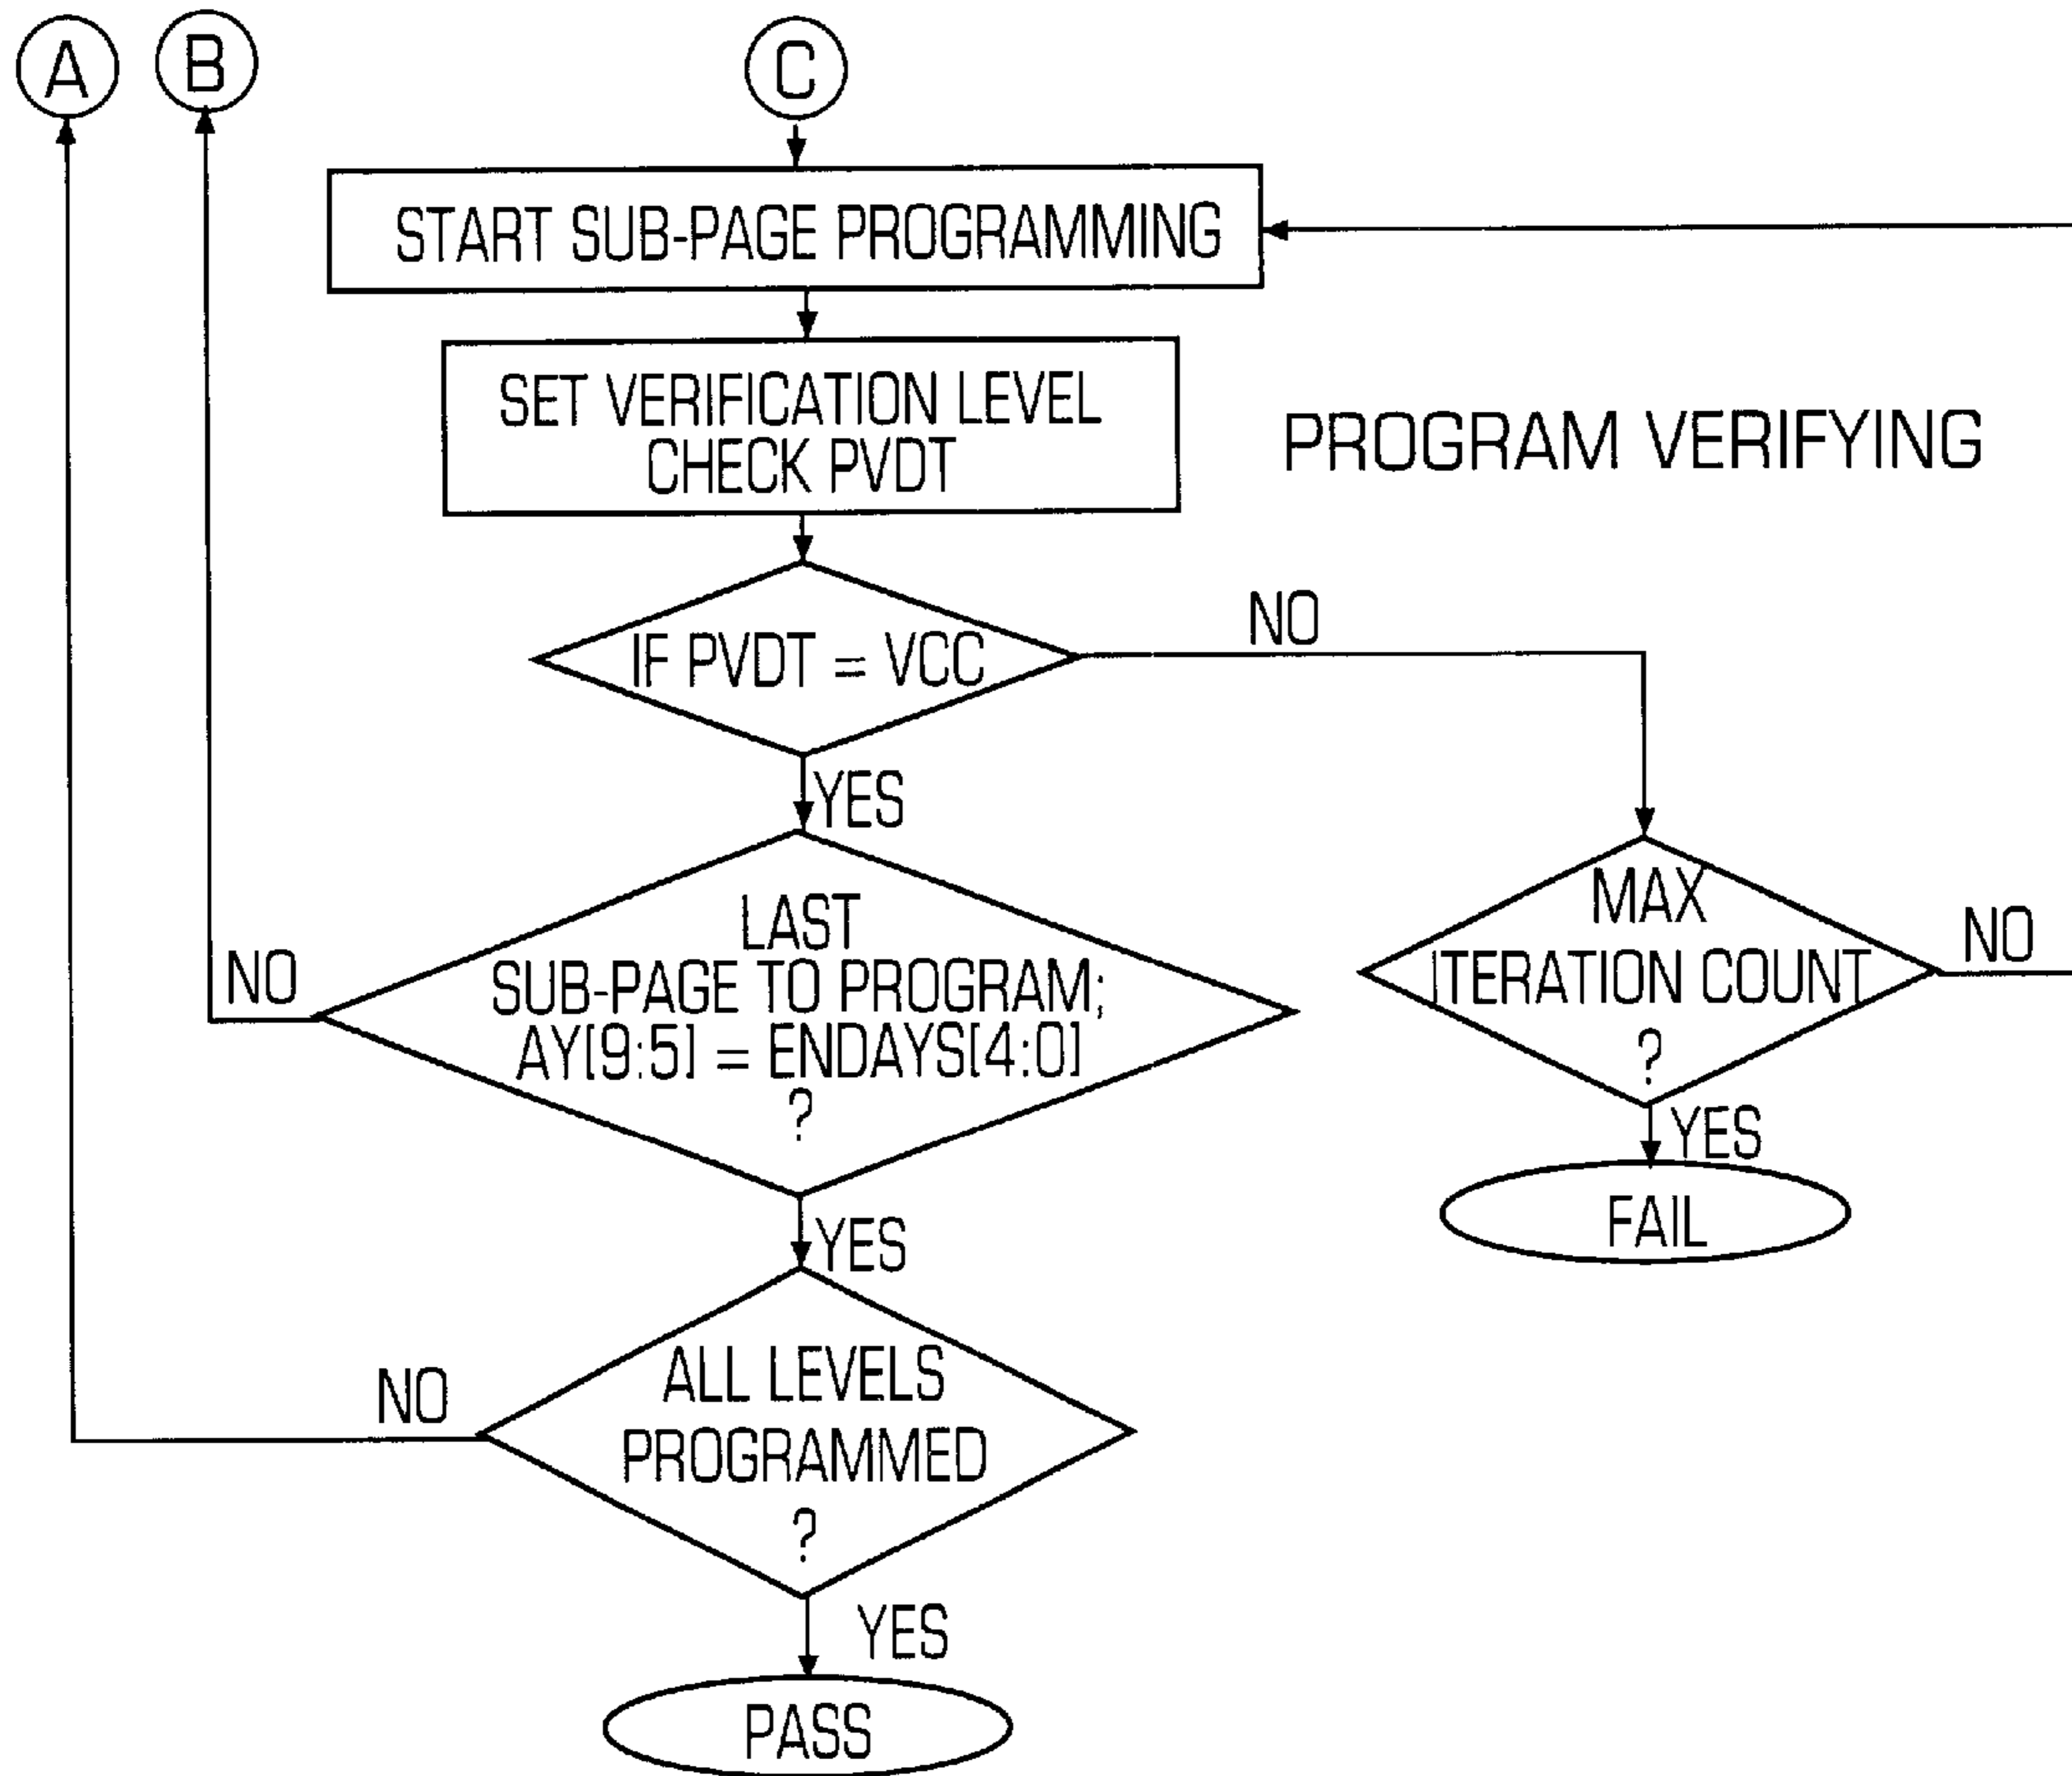 A
B
C
START SUB-PAGE PROGRAMMING
SET VERIFICATION LEVEL
CHECK PVDT
PROGRAM VERIFYING
IF PVDT = VCC
NO
YES
LAST
SUB-PAGE TO PROGRAM;
AY[9:5] = ENDAYS[4:0]
?
NO
MAX
ITERATION COUNT
?
NO
YES
FAIL
YES
ALL LEVELS
PROGRAMMED
?
NO
YES
PASS